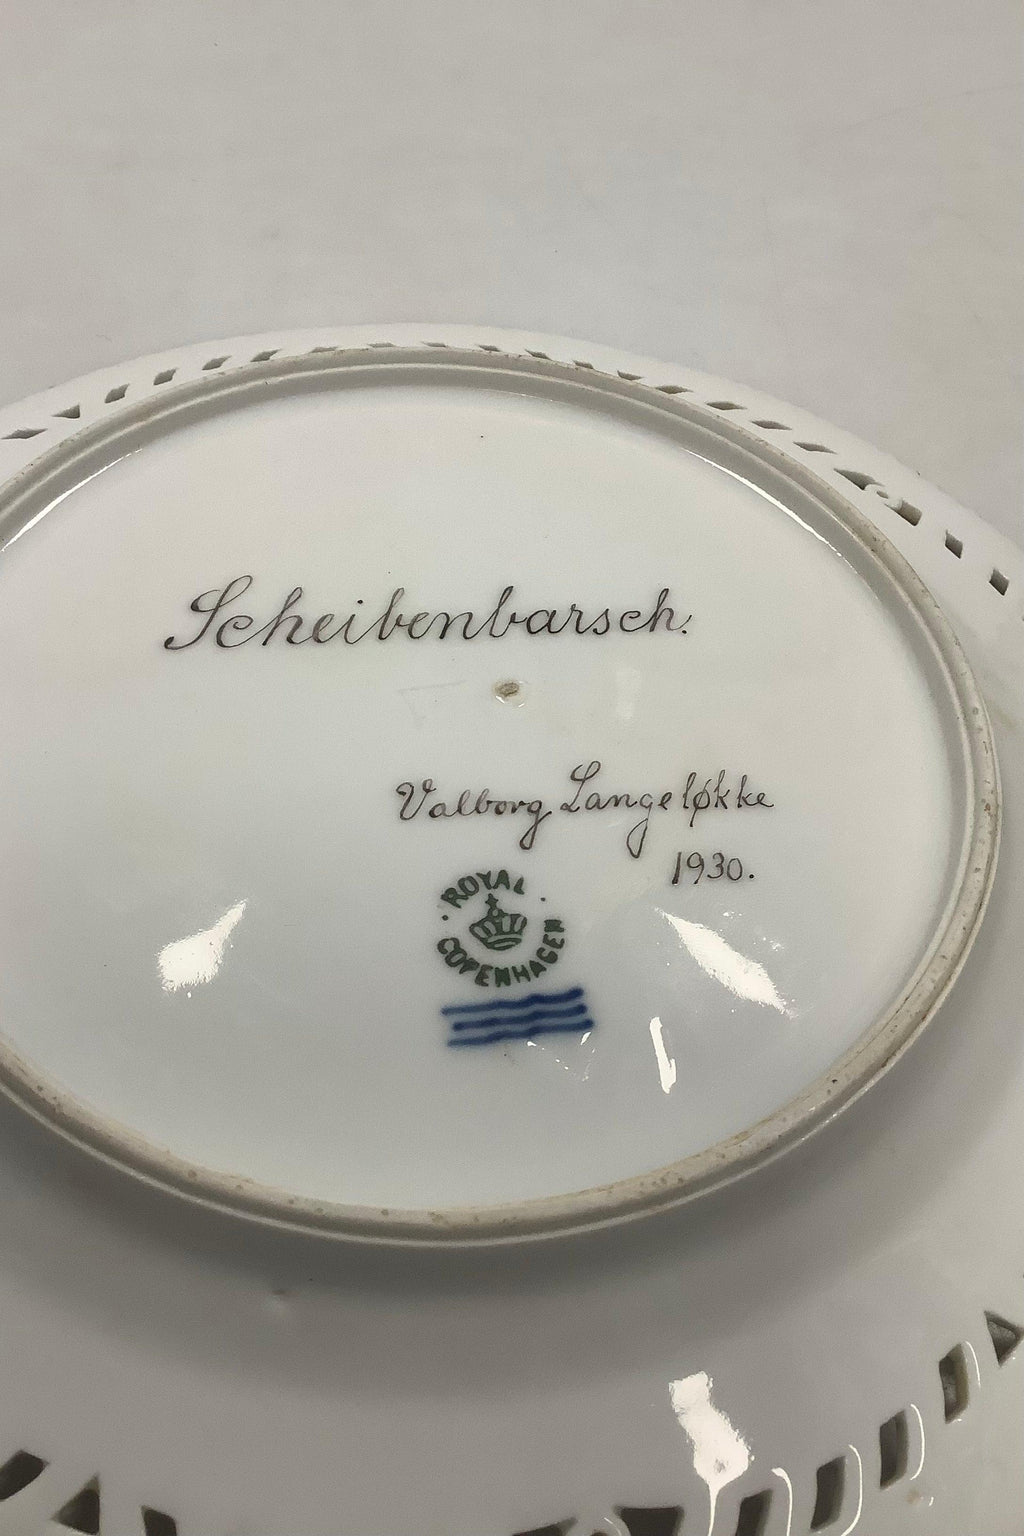 Scheibenbarsch.
Valborg Langeløkke
1930.
ROYAL
COPENHAGEN